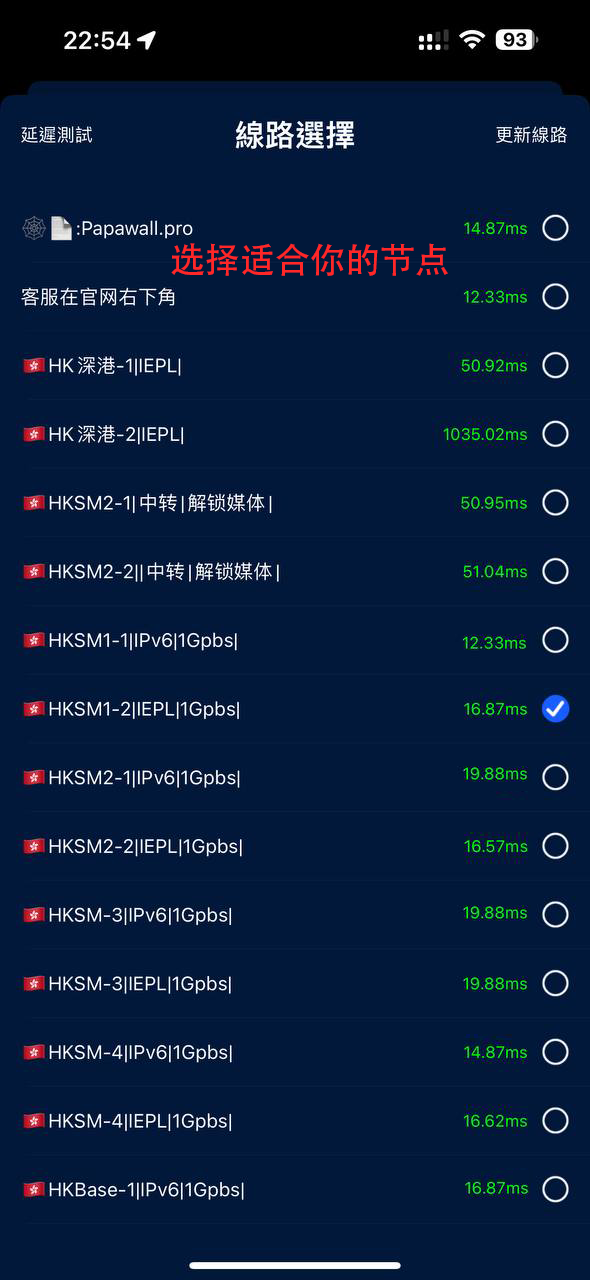 22:54
93
延遲測試 線路選擇 更新線路
🕸📄:Papawall.pro 14.87ms
选择适合你的节点
客服在官网右下角 12.33ms
🇭🇰HK深港-1|IEPL| 50.92ms
🇭🇰HK深港-2|IEPL| 1035.02ms
🇭🇰HKSM2-1|中转|解锁媒体| 50.95ms
🇭🇰HKSM2-2||中转|解锁媒体| 51.04ms
🇭🇰HKSM1-1|IPv6|1Gpbs| 12.33ms
🇭🇰HKSM1-2|IEPL|1Gpbs| 16.87ms
🇭🇰HKSM2-1|IPv6|1Gpbs| 19.88ms
🇭🇰HKSM2-2|IEPL|1Gpbs| 16.57ms
🇭🇰HKSM-3|IPv6|1Gpbs| 19.88ms
🇭🇰HKSM-3|IEPL|1Gpbs| 19.88ms
🇭🇰HKSM-4|IPv6|1Gpbs| 14.87ms
🇭🇰HKSM-4|IEPL|1Gpbs| 16.62ms
🇭🇰HKBase-1|IPv6|1Gpbs| 16.87ms